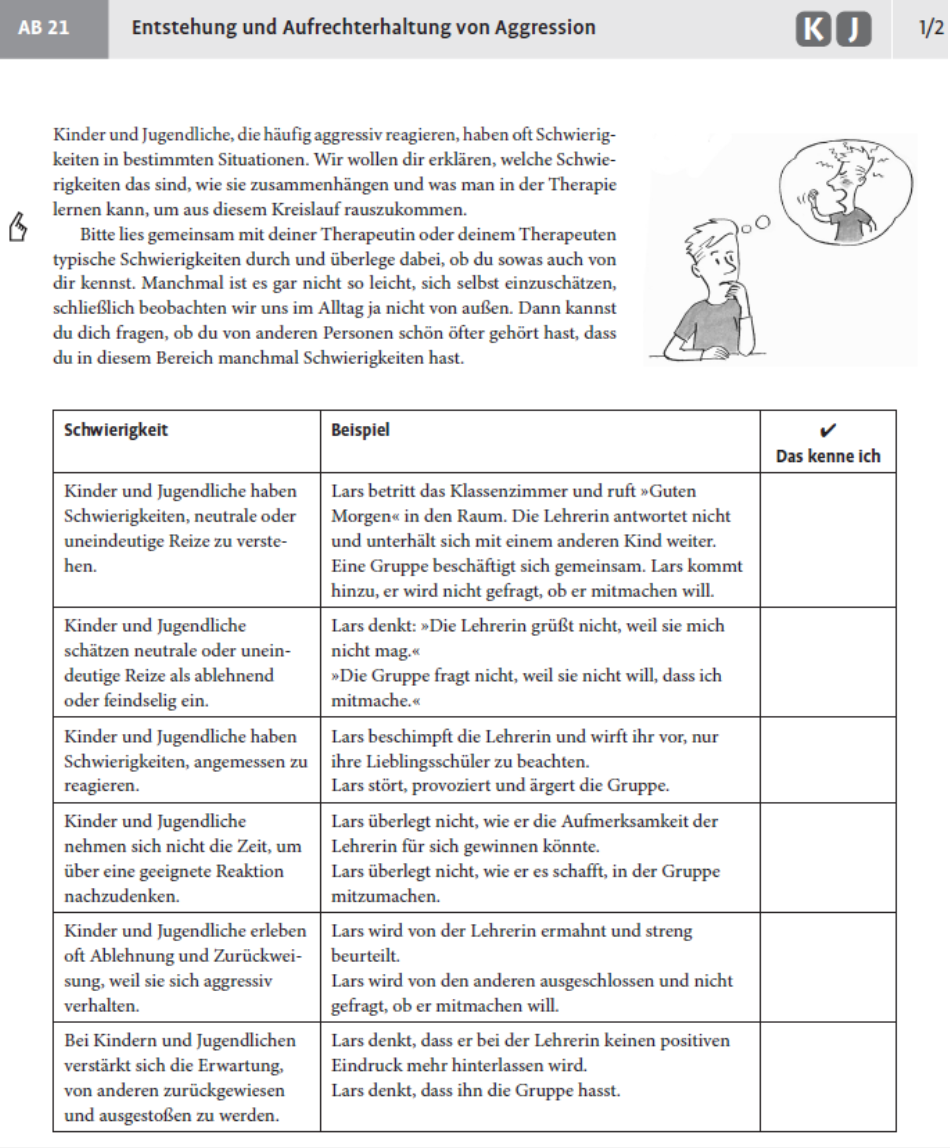 AB 21 Entstehung und Aufrechterhaltung von Aggression K J 1/2
Kinder und Jugendliche, die häufig aggressiv reagieren, haben oft Schwierig-
keiten in bestimmten Situationen. Wir wollen dir erklären, welche Schwie-
rigkeiten das sind, wie sie zusammenhängen und was man in der Therapie
lernen kann, um aus diesem Kreislauf rauszukommen.
Bitte lies gemeinsam mit deiner Therapeutin oder deinem Therapeuten
typische Schwierigkeiten durch und überlege dabei, ob du sowas auch von
dir kennst. Manchmal ist es gar nicht so leicht, sich selbst einzuschätzen,
schließlich beobachten wir uns im Alltag ja nicht von außen. Dann kannst
du dich fragen, ob du von anderen Personen schön öfter gehört hast, dass
du in diesem Bereich manchmal Schwierigkeiten hast.
Schwierigkeit
Beispiel
✔
Das kenne ich
Kinder und Jugendliche haben
Schwierigkeiten, neutrale oder
uneindeutige Reize zu verste-
hen.
Lars betritt das Klassenzimmer und ruft »Guten
Morgen« in den Raum. Die Lehrerin antwortet nicht
und unterhält sich mit einem anderen Kind weiter.
Eine Gruppe beschäftigt sich gemeinsam. Lars kommt
hinzu, er wird nicht gefragt, ob er mitmachen will.
Kinder und Jugendliche
schätzen neutrale oder unein-
deutige Reize als ablehnend
oder feindselig ein.
Lars denkt: »Die Lehrerin grüßt nicht, weil sie mich
nicht mag.«
»Die Gruppe fragt nicht, weil sie nicht will, dass ich
mitmache.«
Kinder und Jugendliche haben
Schwierigkeiten, angemessen zu
reagieren.
Lars beschimpft die Lehrerin und wirft ihr vor, nur
ihre Lieblingsschüler zu beachten.
Lars stört, provoziert und ärgert die Gruppe.
Kinder und Jugendliche
nehmen sich nicht die Zeit, um
über eine geeignete Reaktion
nachzudenken.
Lars überlegt nicht, wie er die Aufmerksamkeit der
Lehrerin für sich gewinnen könnte.
Lars überlegt nicht, wie er es schafft, in der Gruppe
mitzumachen.
Kinder und Jugendliche erleben
oft Ablehnung und Zurückwei-
sung, weil sie sich aggressiv
verhalten.
Lars wird von der Lehrerin ermahnt und streng
beurteilt.
Lars wird von den anderen ausgeschlossen und nicht
gefragt, ob er mitmachen will.
Bei Kindern und Jugendlichen
verstärkt sich die Erwartung,
von anderen zurückgewiesen
und ausgestoßen zu werden.
Lars denkt, dass er bei der Lehrerin keinen positiven
Eindruck mehr hinterlassen wird.
Lars denkt, dass ihn die Gruppe hasst.